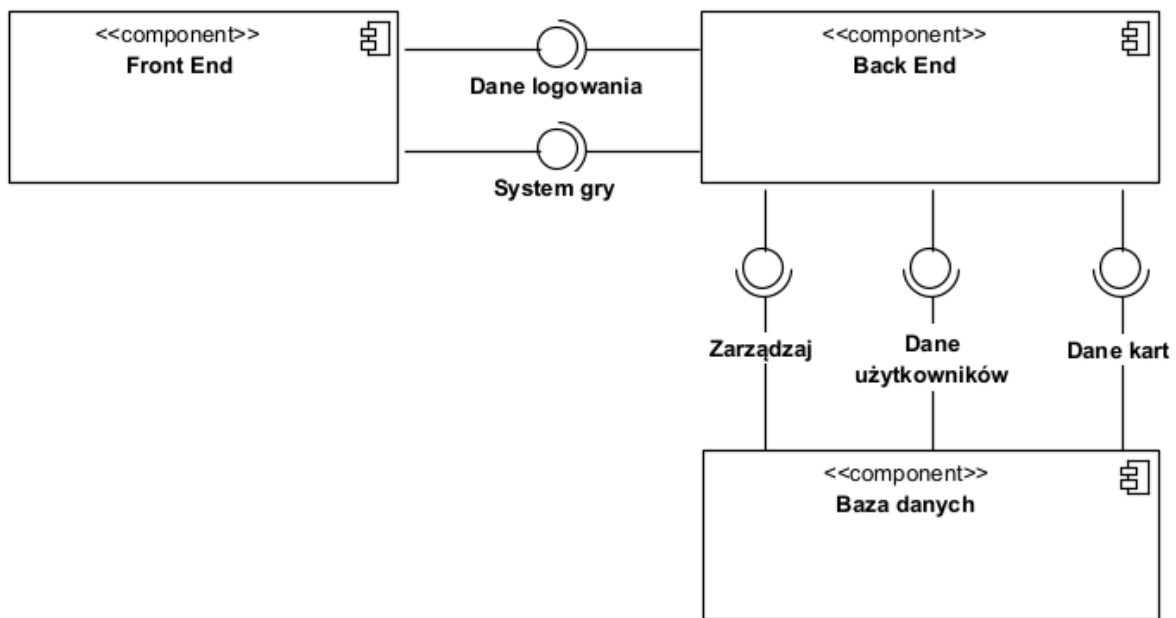 <<component>>
Front End
Dane logowania
System gry
<<component>>
Back End
Zarządzaj
Dane
użytkowników
Dane kart
<<component>>
Baza danych